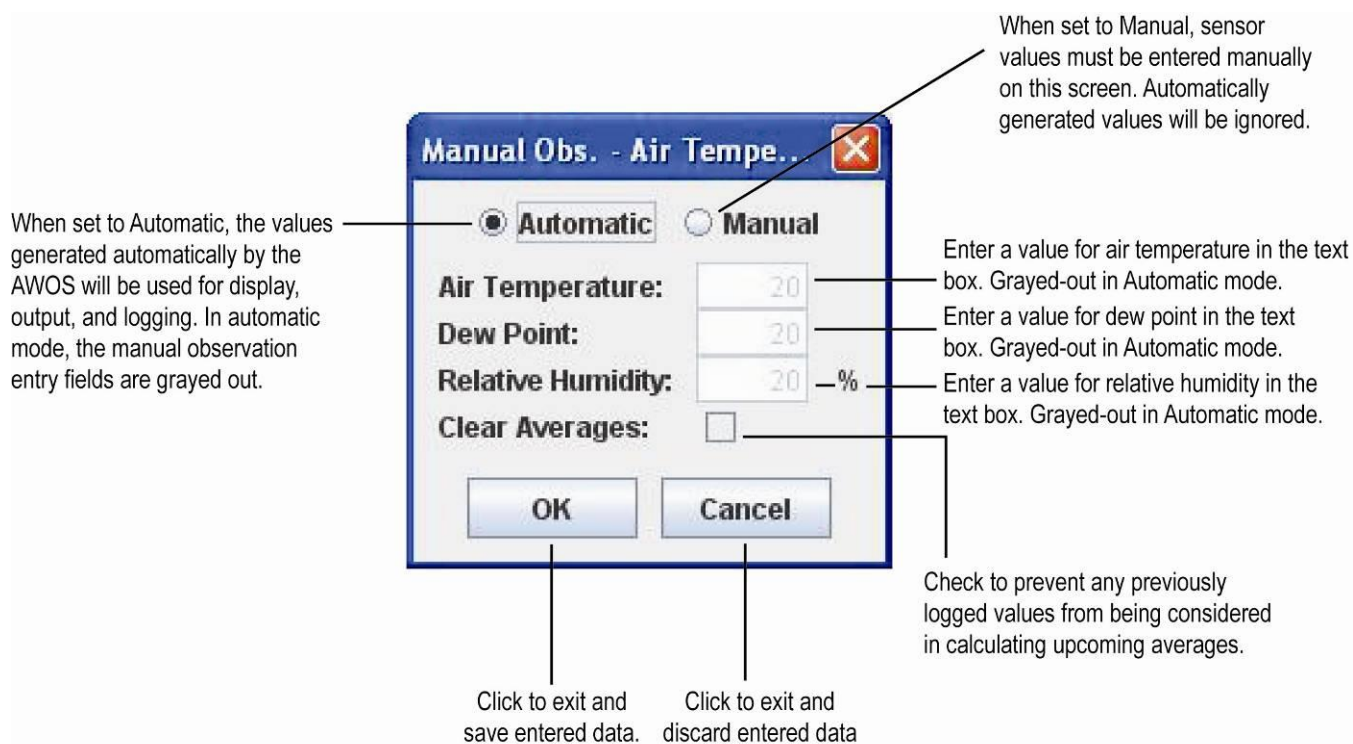 When set to Manual, sensor
values must be entered manually
on this screen. Automatically
generated values will be ignored.
Manual Obs. - Air Tempe...
When set to Automatic, the values
generated automatically by the
AWOS will be used for display,
output, and logging. In automatic
mode, the manual observation
entry fields are grayed out.
Automatic Manual
Air Temperature: 20
Dew Point: 20
Relative Humidity: 20 %
Clear Averages:
Enter a value for air temperature in the text
box. Grayed-out in Automatic mode.
Enter a value for dew point in the text
box. Grayed-out in Automatic mode.
Enter a value for relative humidity in the
text box. Grayed-out in Automatic mode.
OK Cancel
Check to prevent any previously
logged values from being considered
in calculating upcoming averages.
Click to exit and
save entered data.
Click to exit and
discard entered data